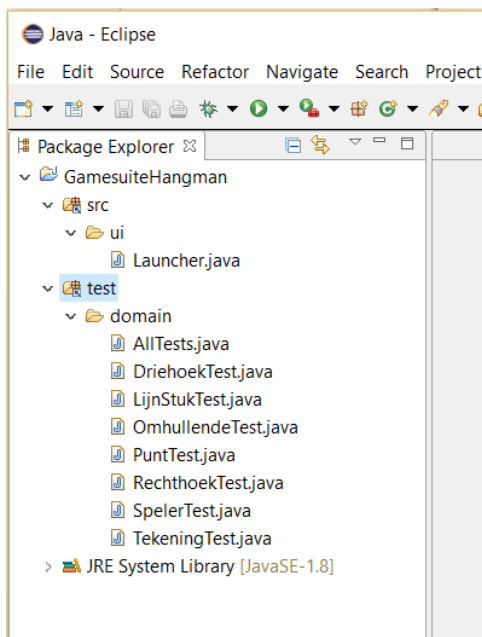 Java - Eclipse
File Edit Source Refactor Navigate Search Project
Package Explorer
GamesuiteHangman
src
ui
Launcher.java
test
domain
AllTests.java
DriehoekTest.java
LijnStukTest.java
OmhullendeTest.java
PuntTest.java
RechthoekTest.java
SpelerTest.java
TekeningTest.java
JRE System Library [JavaSE-1.8]